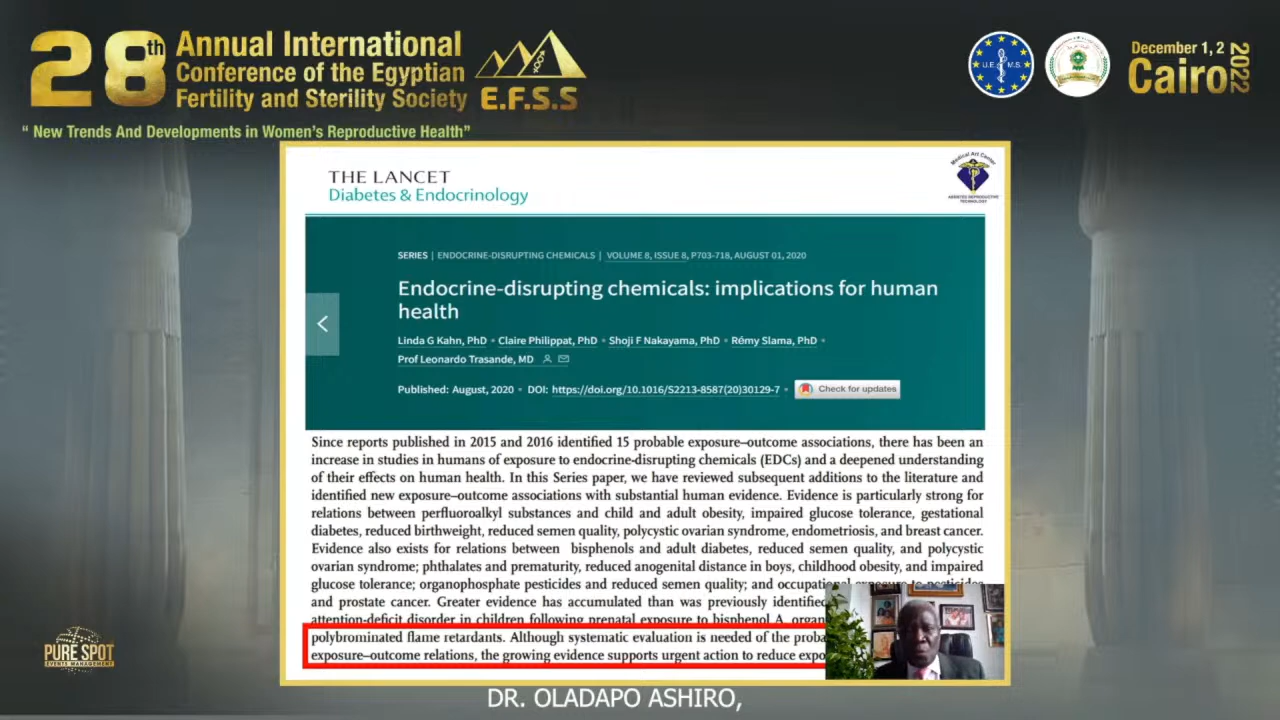 28th
Annual International
Conference of the Egyptian
Fertility and Sterility Society
E.F.S.S
U.E.M.S.
December 1, 2
2022
Cairo
“ New Trends And Developments in Women’s Reproductive Health”
THE LANCET
Diabetes & Endocrinology
Medical Art Center
ASSISTED REPRODUCTIVE
TECHNOLOGY
SERIES | ENDOCRINE-DISRUPTING CHEMICALS | VOLUME 8, ISSUE 8, P703-718, AUGUST 01, 2020
Endocrine-disrupting chemicals: implications for human
health
Linda G Kahn, PhD • Claire Philippat, PhD • Shoji F Nakayama, PhD • Rémy Slama, PhD •
Prof Leonardo Trasande, MD
Published: August, 2020 • DOI: https://doi.org/10.1016/S2213-8587(20)30129-7 •
Check for updates
Since reports published in 2015 and 2016 identified 15 probable exposure–outcome associations, there has been an
increase in studies in humans of exposure to endocrine-disrupting chemicals (EDCs) and a deepened understanding
of their effects on human health. In this Series paper, we have reviewed subsequent additions to the literature and
identified new exposure–outcome associations with substantial human evidence. Evidence is particularly strong for
relations between perfluoroalkyl substances and child and adult obesity, impaired glucose tolerance, gestational
diabetes, reduced birthweight, reduced semen quality, polycystic ovarian syndrome, endometriosis, and breast cancer.
Evidence also exists for relations between bisphenols and adult diabetes, reduced semen quality, and polycystic
ovarian syndrome; phthalates and prematurity, reduced anogenital distance in boys, childhood obesity, and impaired
glucose tolerance; organophosphate pesticides and reduced semen quality; and occupational exposure to pesticides
and prostate cancer. Greater evidence has accumulated than was previously identified
attention-deficit disorder in children following prenatal exposure to bisphenol A, organ
polybrominated flame retardants. Although systematic evaluation is needed of the proba
exposure–outcome relations, the growing evidence supports urgent action to reduce expo
PURE SPOT
EVENTS MANAGEMENT
DR. OLADAPO ASHIRO,